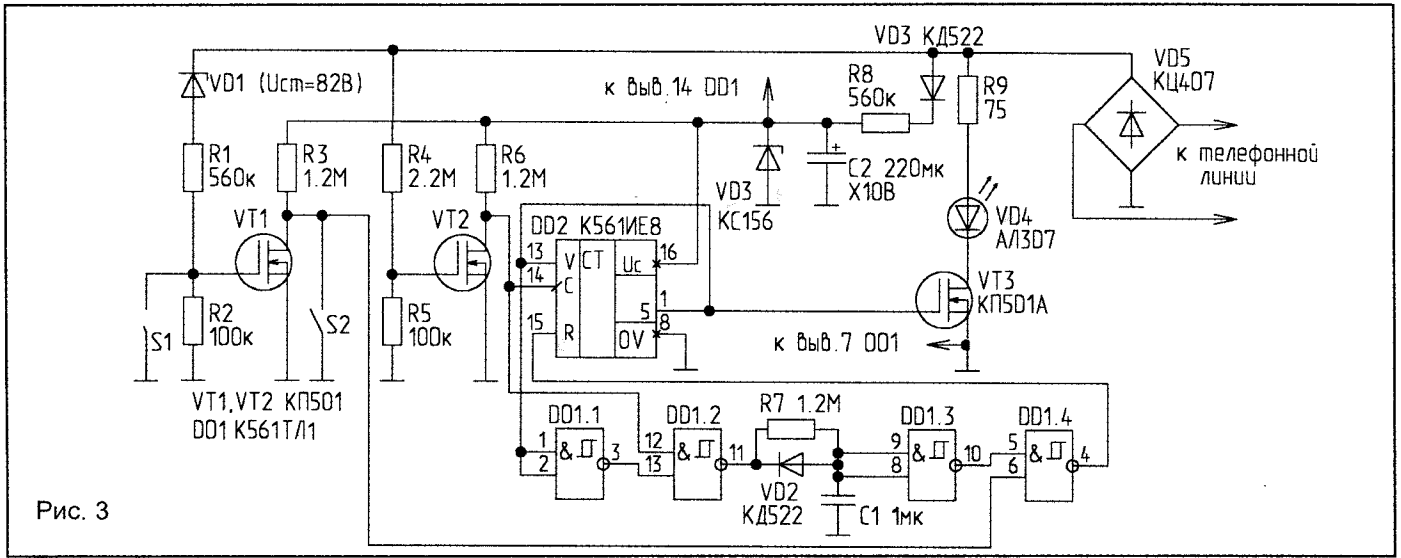 VD3 КД522
VD5
КЦ407
VD1 (Uст=82В)
к выв.14 DD1
R8
560к
R9
75
R1
560к
R3
1.2М
R4
2.2М
R6
1.2М
+
C2 220мк
Х10В
к телефонной
линии
VT1
VT2
VD3
КС156
DD2 К561ИЕ8
VD4
АЛ307
13
V
CT
Uc
16
14
C
1
5
VT3
КП501А
S1
R2
100к
S2
R5
100к
15
R
0V
8
к выв.7 DD1
VT1,VT2 КП501
DD1 К561ТЛ1
DD1.1
DD1.2
R7 1.2М
DD1.3
DD1.4
1
2
&
3
12
13
&
11
9
8
&
10
5
6
&
4
VD2
КД522
C1 1мк
Рис. 3